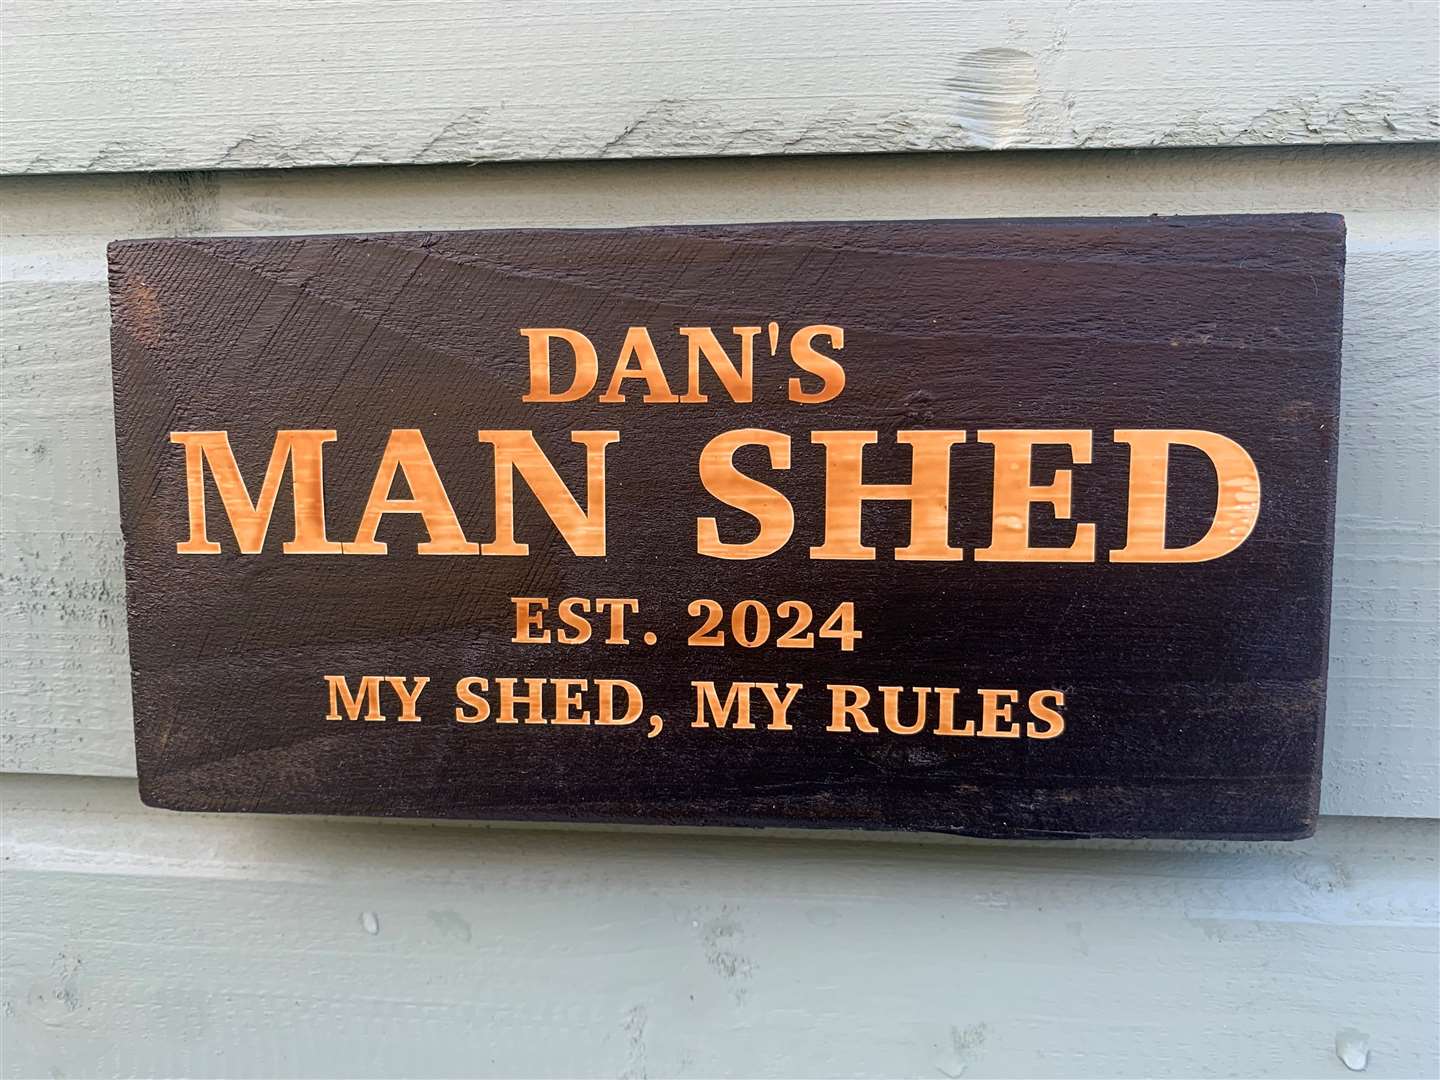 DAN'S
MAN SHED
EST. 2024
MY SHED, MY RULES